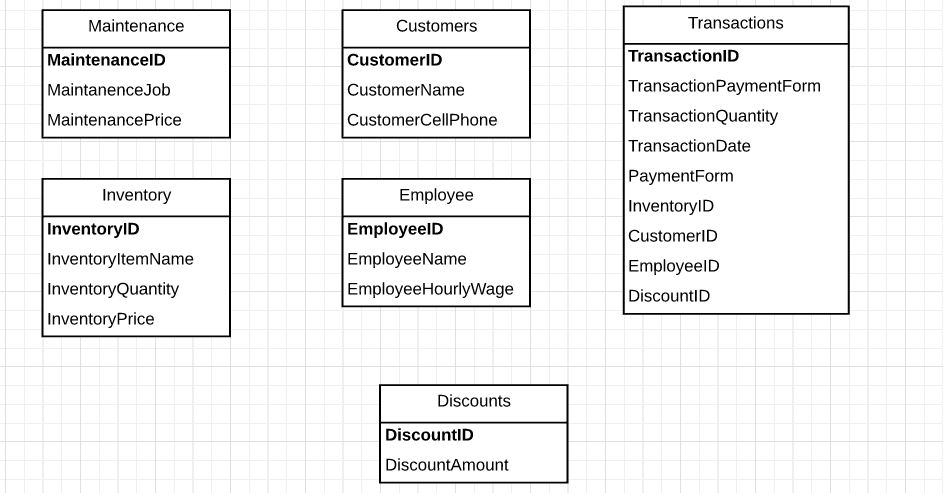 Maintenance
MaintenanceID
MaintanenceJob
MaintenancePrice
Customers
CustomerID
CustomerName
CustomerCellPhone
Transactions
TransactionID
TransactionPaymentForm
TransactionQuantity
TransactionDate
PaymentForm
InventoryID
CustomerID
EmployeeID
DiscountID
Inventory
InventoryID
InventoryItemName
InventoryQuantity
InventoryPrice
Employee
EmployeeID
EmployeeName
EmployeeHourlyWage
Discounts
DiscountID
DiscountAmount